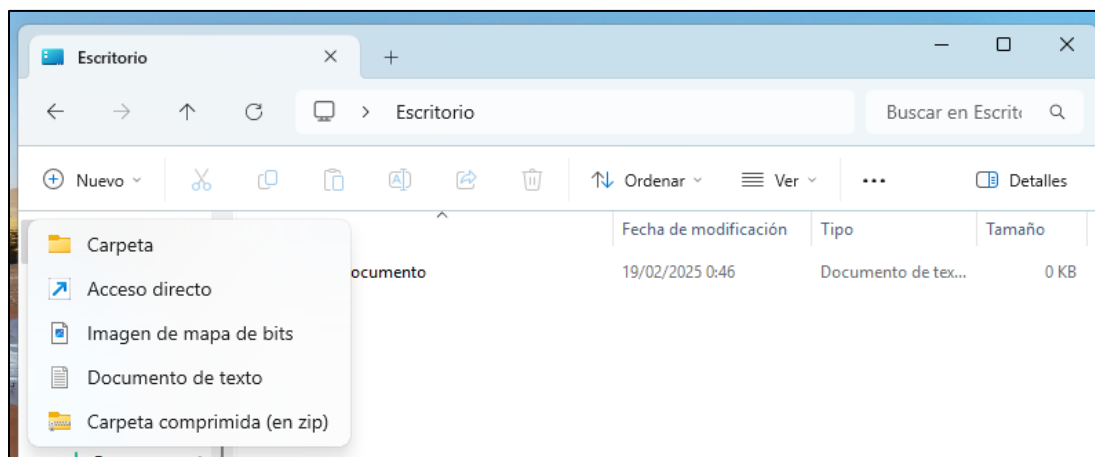 Escritorio
Escritorio
Buscar en Escrit
Nuevo
Ordenar
Ver
Detalles
Fecha de modificación Tipo Tamaño
ocumento 19/02/2025 0:46 Documento de tex... 0 KB
Carpeta
Acceso directo
Imagen de mapa de bits
Documento de texto
Carpeta comprimida (en zip)